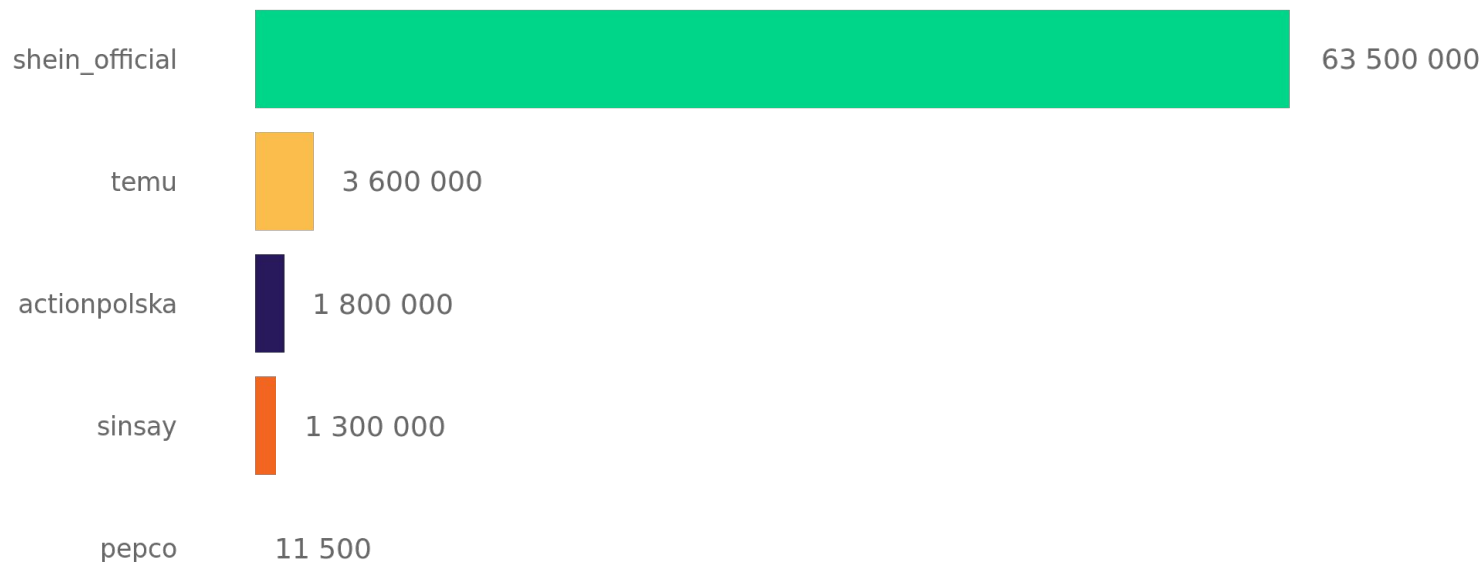 shein_official 63 500 000
temu 3 600 000
actionpolska 1 800 000
sinsay 1 300 000
pepco 11 500